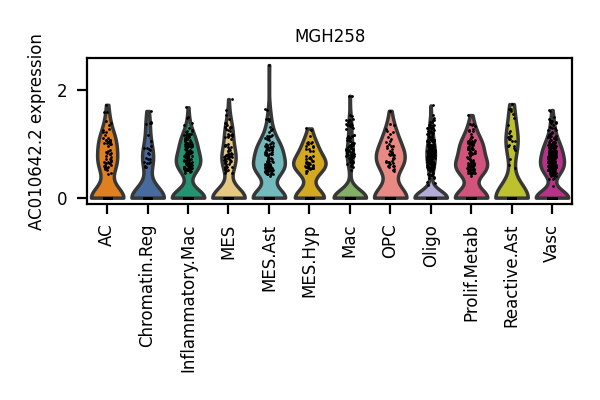 MGH258
AC010642.2 expression
2
0
AC
Chromatin.Reg
Inflammatory.Mac
MES
MES.Ast
MES.Hyp
Mac
OPC
Oligo
Prolif.Metab
Reactive.Ast
Vasc